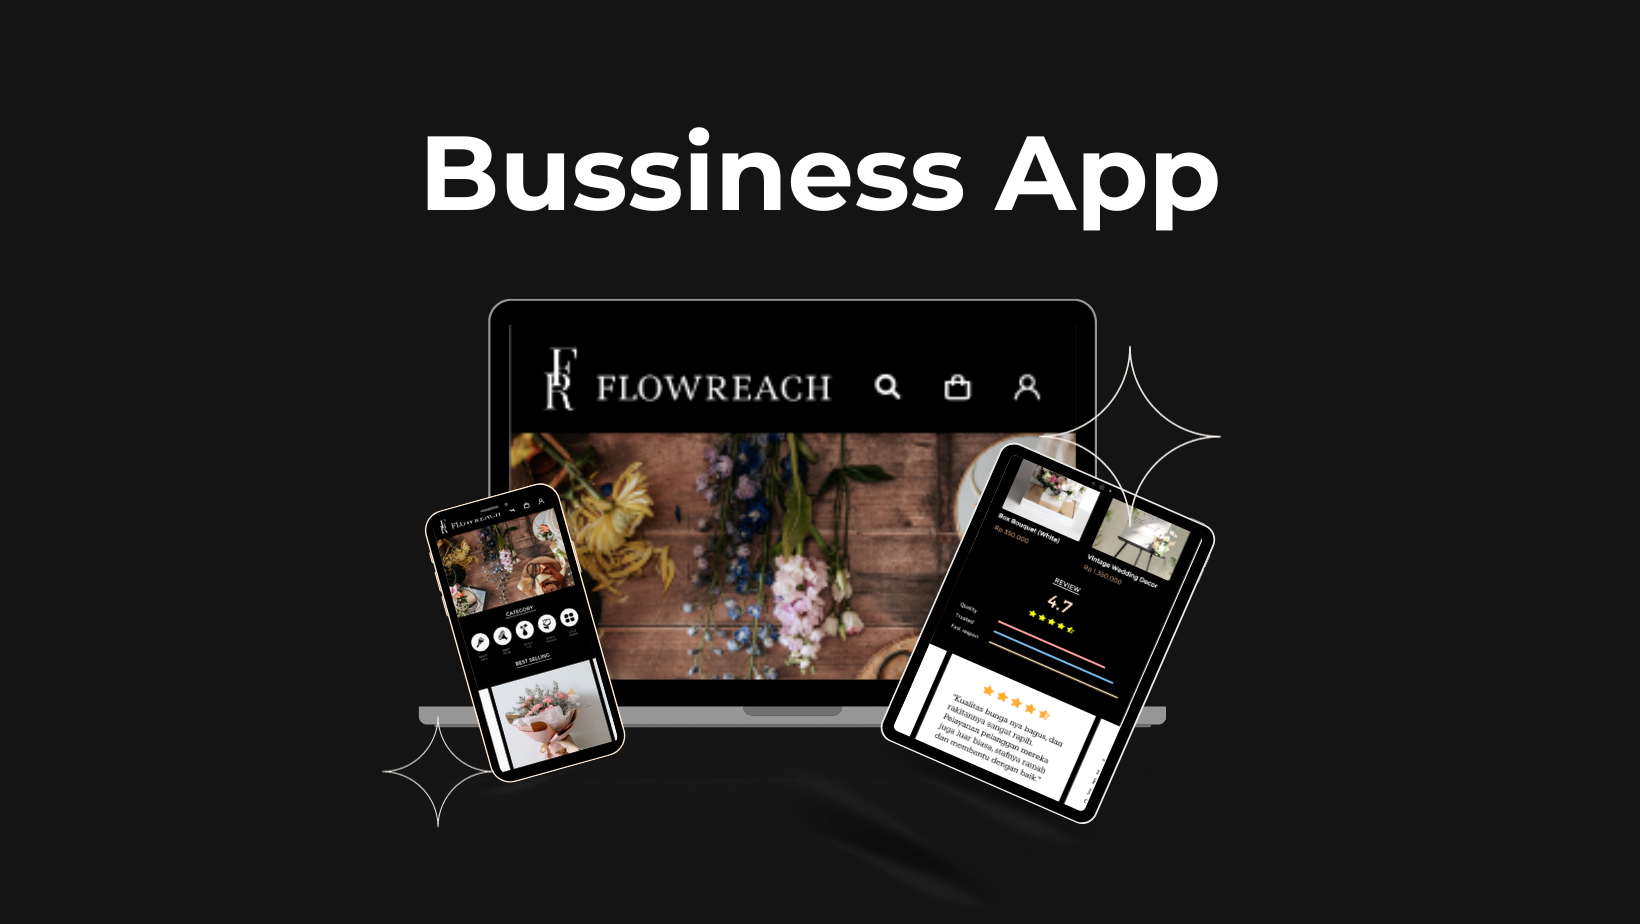 Bussiness App
FR
FLOWREACH
FLOWREACH
CATEGORY
BEST SELLING
Box Bouquet (White)
Rp 350.000
Vintage Wedding Decor
Rp 1.350.000
REVIEW
4.7
Quality
Trusted
Fast respon
"Kualitas bunga nya bagus, dan
rakitannya sangat rapih.
Pelayanan pelanggan mereka
juga luar biasa, stafnya ramah
dan membantu dengan baik."